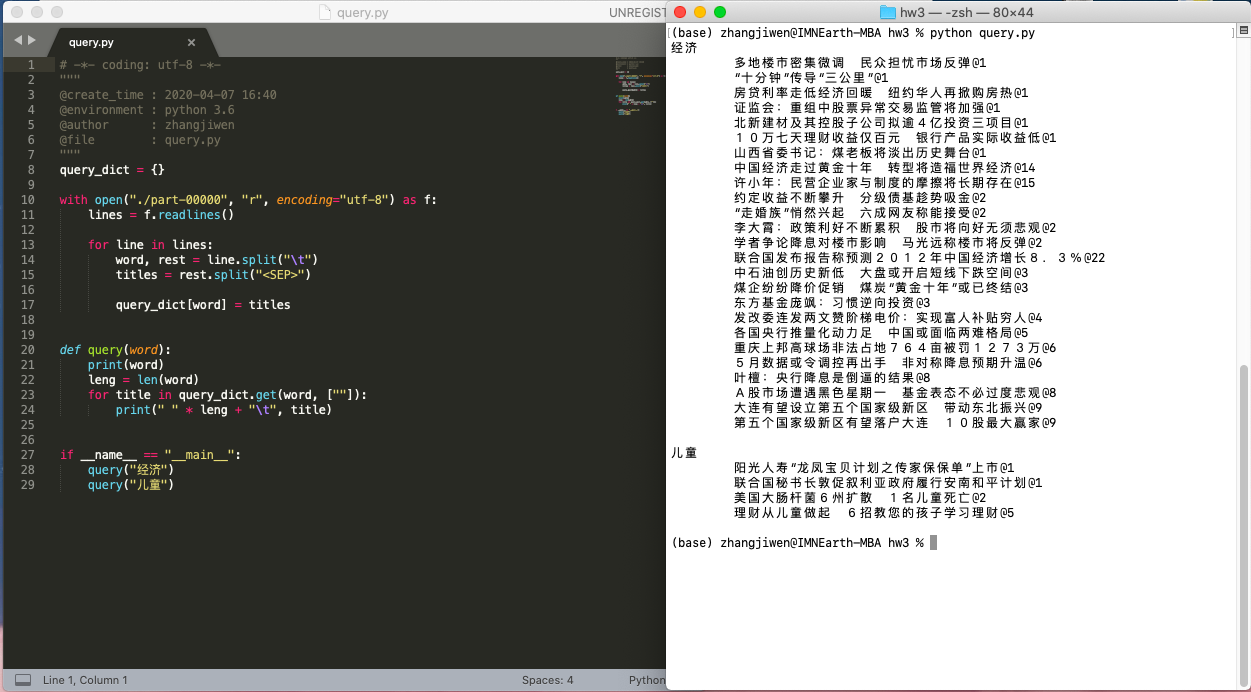 query.py
UNREGIST
query.py ×
1 # -*- coding: utf-8 -*-
2 """
3 @create_time : 2020-04-07 16:40
4 @environment : python 3.6
5 @author      : zhangjiwen
6 @file        : query.py
7 """
8 query_dict = {}
9
10 with open("./part-00000", "r", encoding="utf-8") as f:
11     lines = f.readlines()
12
13     for line in lines:
14         word, rest = line.split("\t")
15         titles = rest.split("<SEP>")
16
17         query_dict[word] = titles
18
19
20 def query(word):
21     print(word)
22     leng = len(word)
23     for title in query_dict.get(word, [""]):
24         print(" " * leng + "\t", title)
25
26
27 if __name__ == "__main__":
28     query("经济")
29     query("儿童")
Line 1, Column 1
Spaces: 4
Python
hw3 — -zsh — 80×44
(base) zhangjiwen@IMNEarth-MBA hw3 % python query.py
经济
多地楼市密集微调　民众担忧市场反弹@1
“十分钟”传导“三公里”@1
房贷利率走低经济回暖　纽约华人再掀购房热@1
证监会：重组中股票异常交易监管将加强@1
北新建材及其控股子公司拟逾４亿投资三项目@1
１０万七天理财收益仅百元　银行产品实际收益低@1
山西省委书记：煤老板将淡出历史舞台@1
中国经济走过黄金十年　转型将造福世界经济@14
许小年：民营企业家与制度的摩擦将长期存在@15
约定收益不断攀升　分级债基趁势吸金@2
“走婚族”悄然兴起　六成网友称能接受@2
李大霄：政策利好不断累积　股市将向好无须悲观@2
学者争论降息对楼市影响　马光远称楼市将反弹@2
联合国发布报告称预测２０１２年中国经济增长８．３％@22
中石油创历史新低　大盘或开启短线下跌空间@3
煤企纷纷降价促销　煤炭“黄金十年”或已终结@3
东方基金庞飒：习惯逆向投资@3
发改委连发两文赞阶梯电价：实现富人补贴穷人@4
各国央行推量化动力足　中国或面临两难格局@5
重庆上邦高球场非法占地７６４亩被罚１２７３万@6
５月数据或令调控再出手　非对称降息预期升温@6
叶檀：央行降息是倒逼的结果@8
Ａ股市场遭遇黑色星期一　基金表态不必过度悲观@8
大连有望设立第五个国家级新区　带动东北振兴@9
第五个国家级新区有望落户大连　１０股最大赢家@9
儿童
阳光人寿“龙凤宝贝计划之传家保保单”上市@1
联合国秘书长敦促叙利亚政府履行安南和平计划@1
美国大肠杆菌６州扩散　１名儿童死亡@2
理财从儿童做起　６招教您的孩子学习理财@5
(base) zhangjiwen@IMNEarth-MBA hw3 %